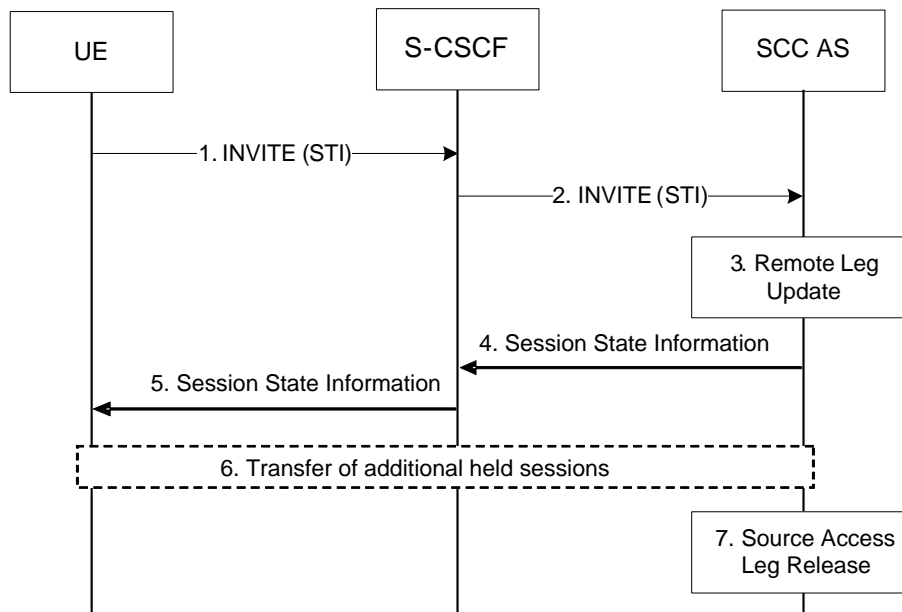 UE
S-CSCF
SCC AS
1. INVITE (STI)
2. INVITE (STI)
3. Remote Leg
Update
4. Session State Information
5. Session State Information
6. Transfer of additional held sessions
7. Source Access
Leg Release